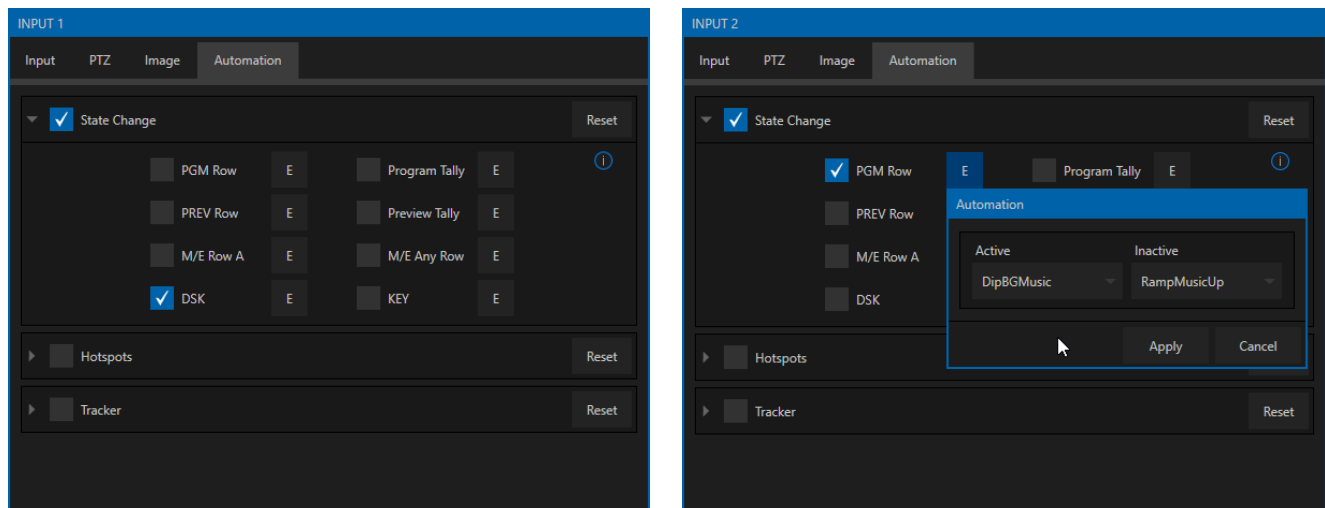 INPUT 1
Input PTZ Image Automation
State Change Reset
PGM Row E Program Tally E
PREV Row E Preview Tally E
M/E Row A E M/E Any Row E
DSK E KEY E
Hotspots Reset
Tracker Reset
INPUT 2
Input PTZ Image Automation
State Change Reset
PGM Row E Program Tally E
PREV Row
M/E Row A
DSK
Automation
Active Inactive
DipBGMusic RampMusicUp
Apply Cancel
Hotspots
Tracker Reset